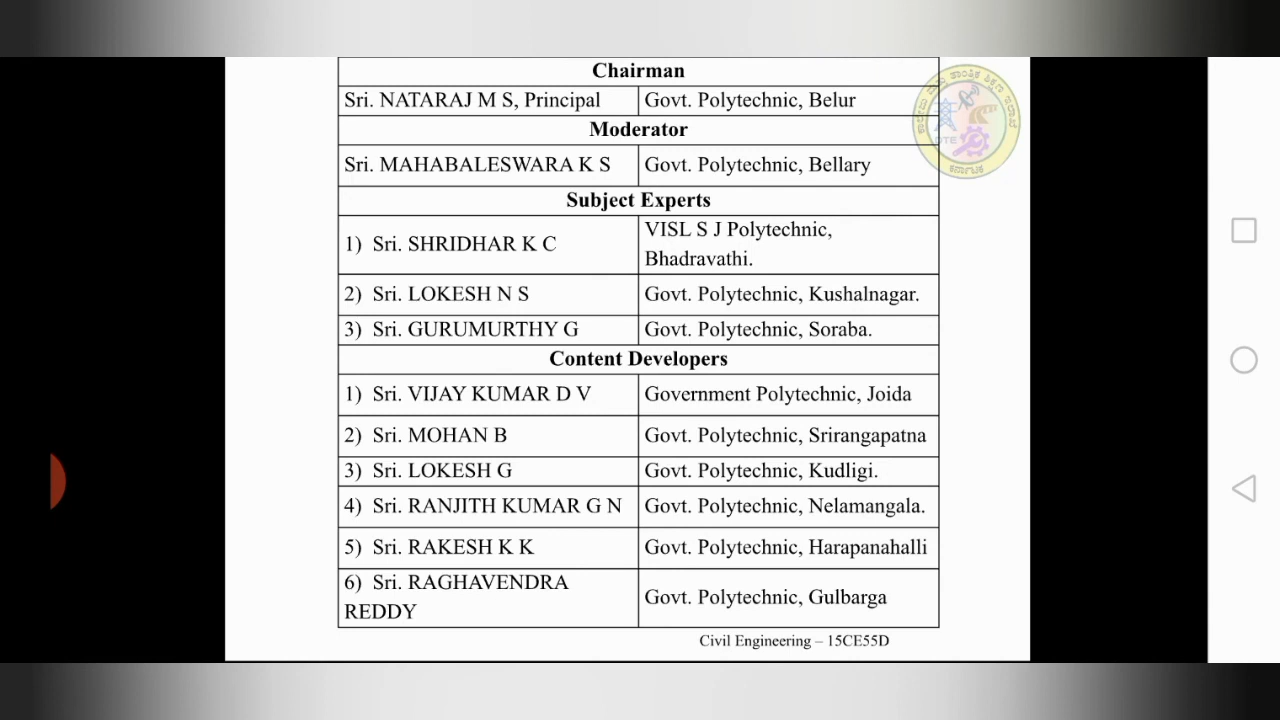 Chairman
Sri. NATARAJ M S, Principal Govt. Polytechnic, Belur
Moderator
Sri. MAHABALESWARA K S Govt. Polytechnic, Bellary
Subject Experts
1) Sri. SHRIDHAR K C VISL S J Polytechnic,
Bhadravathi.
2) Sri. LOKESH N S Govt. Polytechnic, Kushalnagar.
3) Sri. GURUMURTHY G Govt. Polytechnic, Soraba.
Content Developers
1) Sri. VIJAY KUMAR D V Government Polytechnic, Joida
2) Sri. MOHAN B Govt. Polytechnic, Srirangapatna
3) Sri. LOKESH G Govt. Polytechnic, Kudligi.
4) Sri. RANJITH KUMAR G N Govt. Polytechnic, Nelamangala.
5) Sri. RAKESH K K Govt. Polytechnic, Harapanahalli
6) Sri. RAGHAVENDRA
REDDY Govt. Polytechnic, Gulbarga
Civil Engineering – 15CE55D
DTE
ಕರ್ನಾಟಕ